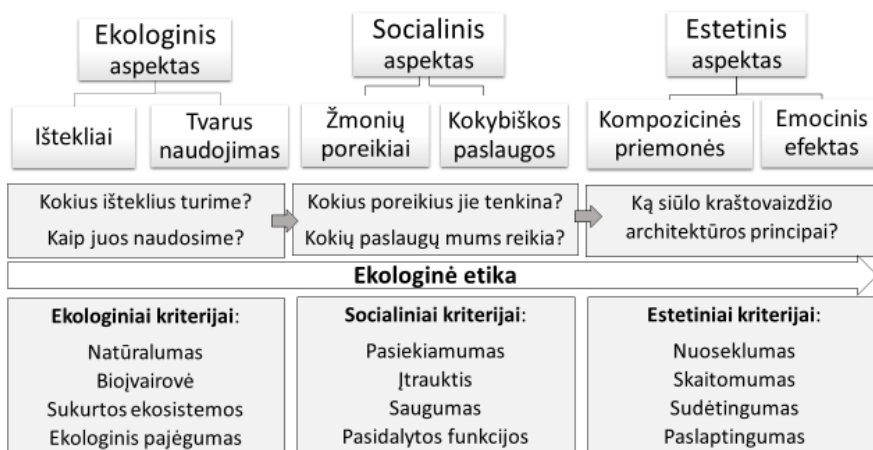 Ekologinis
aspektas
Socialinis
aspektas
Estetinis
aspektas
Ištekliai
Tvarus
naudojimas
Žmonių
poreikiai
Kokybiškos
paslaugos
Kompozicinės
priemonės
Emocinis
efektas
Kokius išteklius turime?
Kaip juos naudosime?
Kokius poreikius jie tenkina?
Kokių paslaugų mums reikia?
Ką siūlo kraštovaizdžio
architektūros principai?
Ekologinė etika
Ekologiniai kriterijai:
Natūralumas
Bioįvairovė
Sukurtos ekosistemos
Ekologinis pajėgumas
Socialiniai kriterijai:
Pasiekiamumas
Įtrauktis
Saugumas
Pasidalytos funkcijos
Estetiniai kriterijai:
Nuoseklumas
Skaitomumas
Sudėtingumas
Paslaptingumas